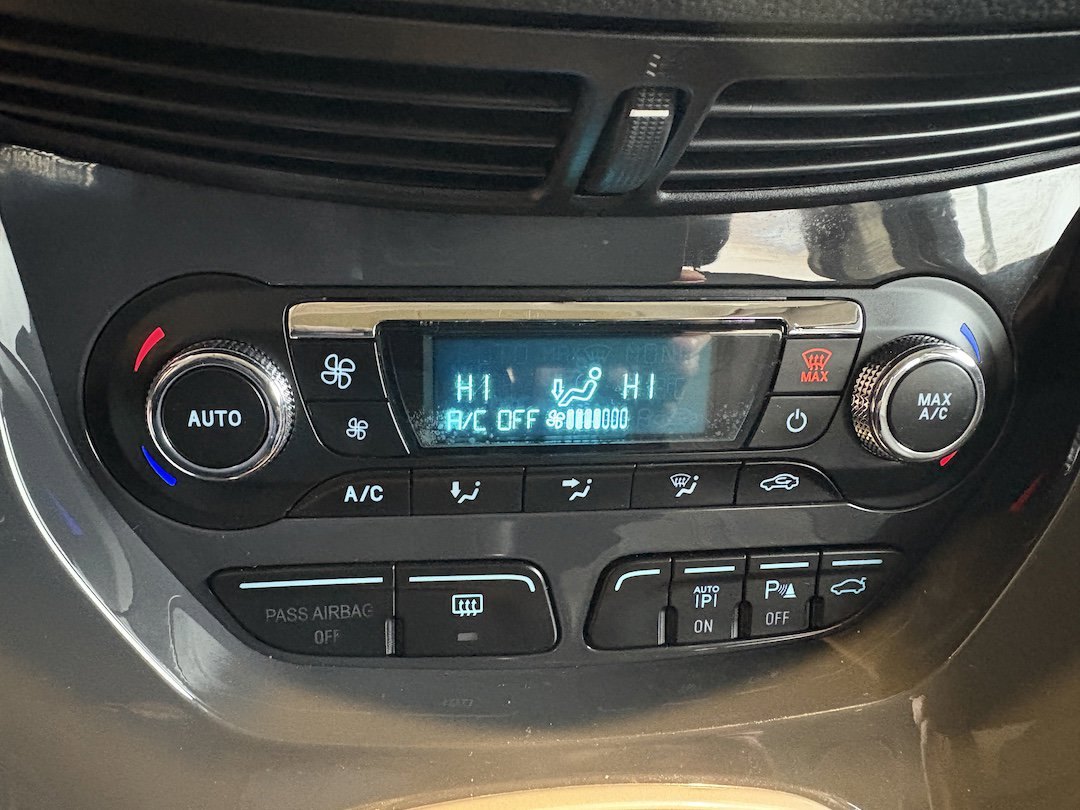 HI HI
A/C OFF
AUTO
MAX
MAX
A/C
A/C
PASS AIRBAG
OFF
AUTO
P
ON
P
OFF